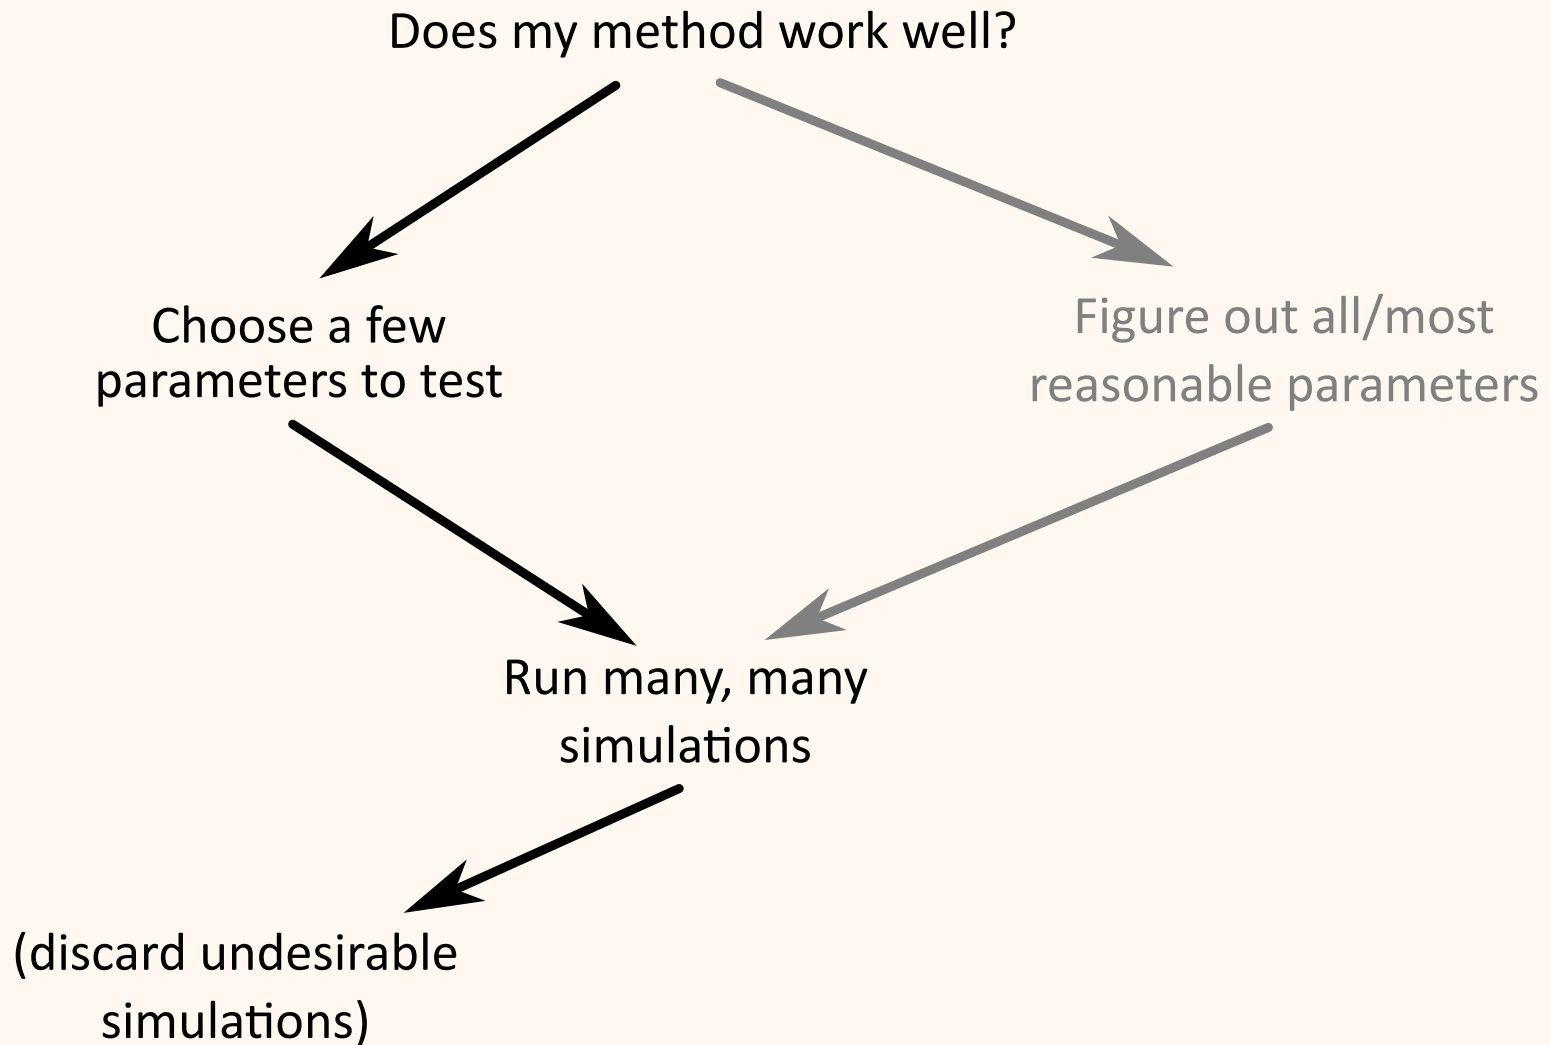 Does my method work well?
Choose a few
parameters to test
Figure out all/most
reasonable parameters
Run many, many
simulations
(discard undesirable
simulations)